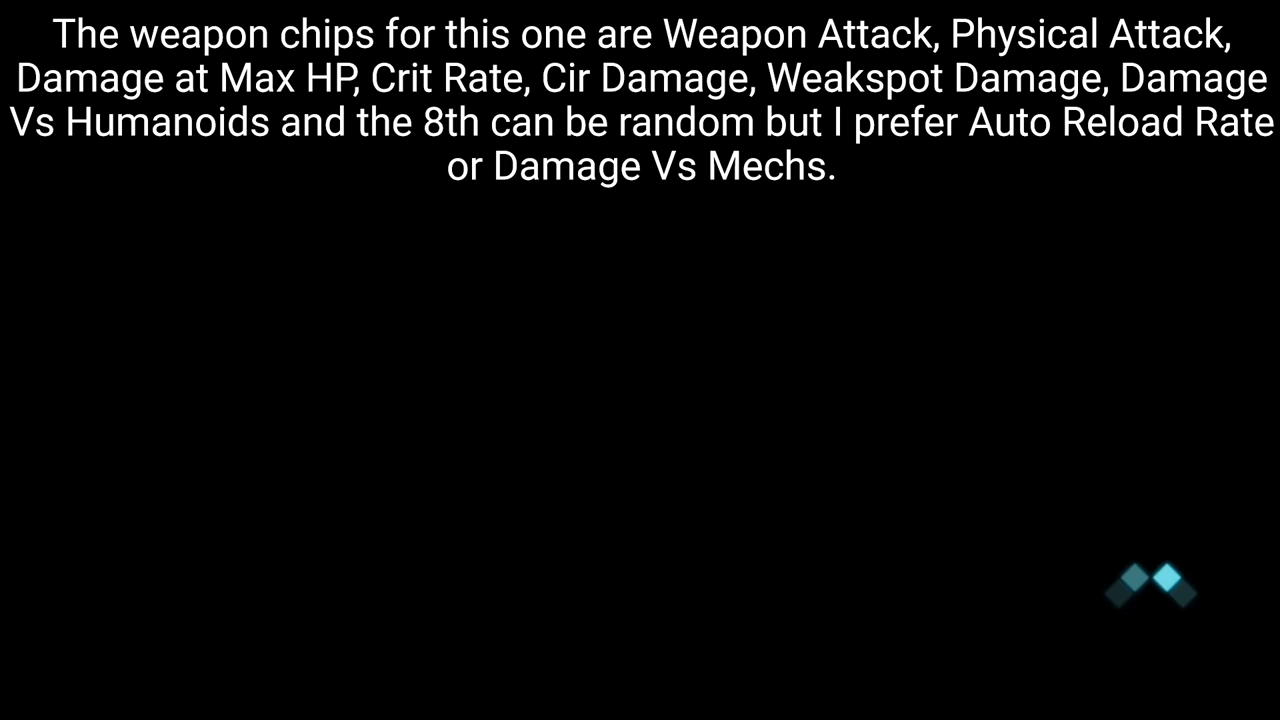 The weapon chips for this one are Weapon Attack, Physical Attack,
Damage at Max HP, Crit Rate, Cir Damage, Weakspot Damage, Damage
Vs Humanoids and the 8th can be random but I prefer Auto Reload Rate
or Damage Vs Mechs.